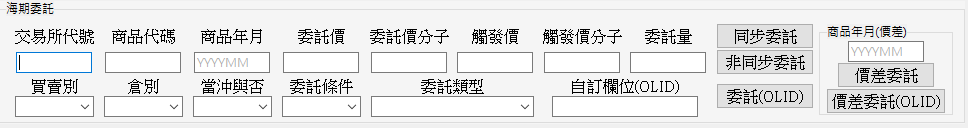 海期委託
交易所代號 商品代碼 商品年月 委託價 委託價分子 觸發價 觸發價分子 委託量 同步委託 商品年月(價差)
YYYYMM 非同步委託 YYYYMM
買賣別 倉別 當沖與否 委託條件 委託類型 自訂欄位(OLID) 價差委託
委託(OLID) 價差委託(OLID)